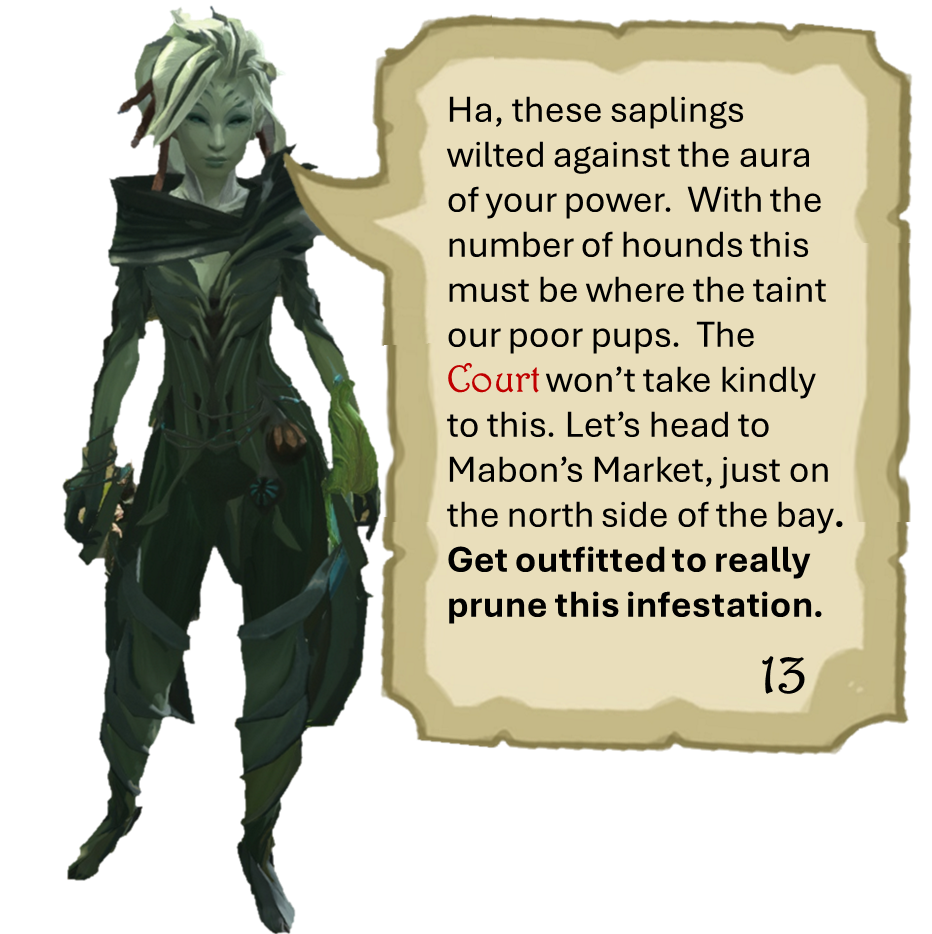 Ha, these saplings
wilted against the aura
of your power.  With the
number of hounds this
must be where the taint
our poor pups.  The
Court won't take kindly
to this. Let's head to
Mabon's Market, just on
the north side of the bay.
Get outfitted to really
prune this infestation.
13